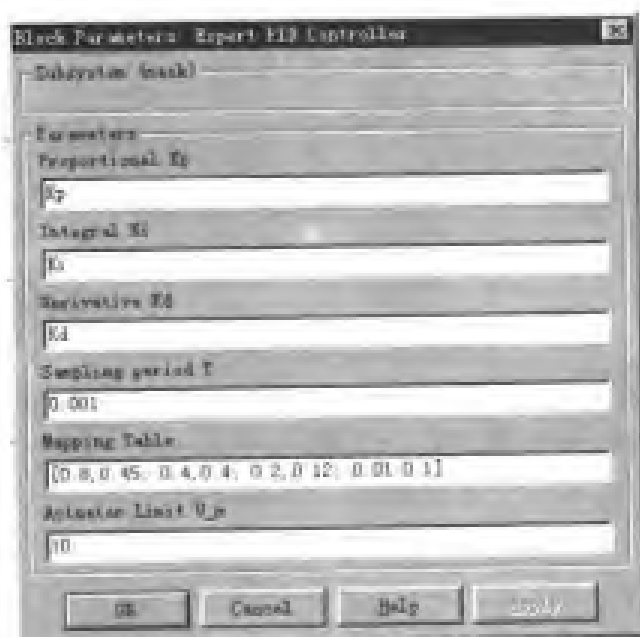 Block Parameters Expert PID Controller
Subsystem (mask)
Parameters
Proportional Kp
Kp
Integral Ki
Ki
Derivative Kd
Kd
Sampling period T
0.001
Mapping Table
[0.8,0.45; 0.4,0.4; 0.2,0.12; 0.01 0.1]
Actuator Limit U_m
10
OK
Cancel
Help
Apply